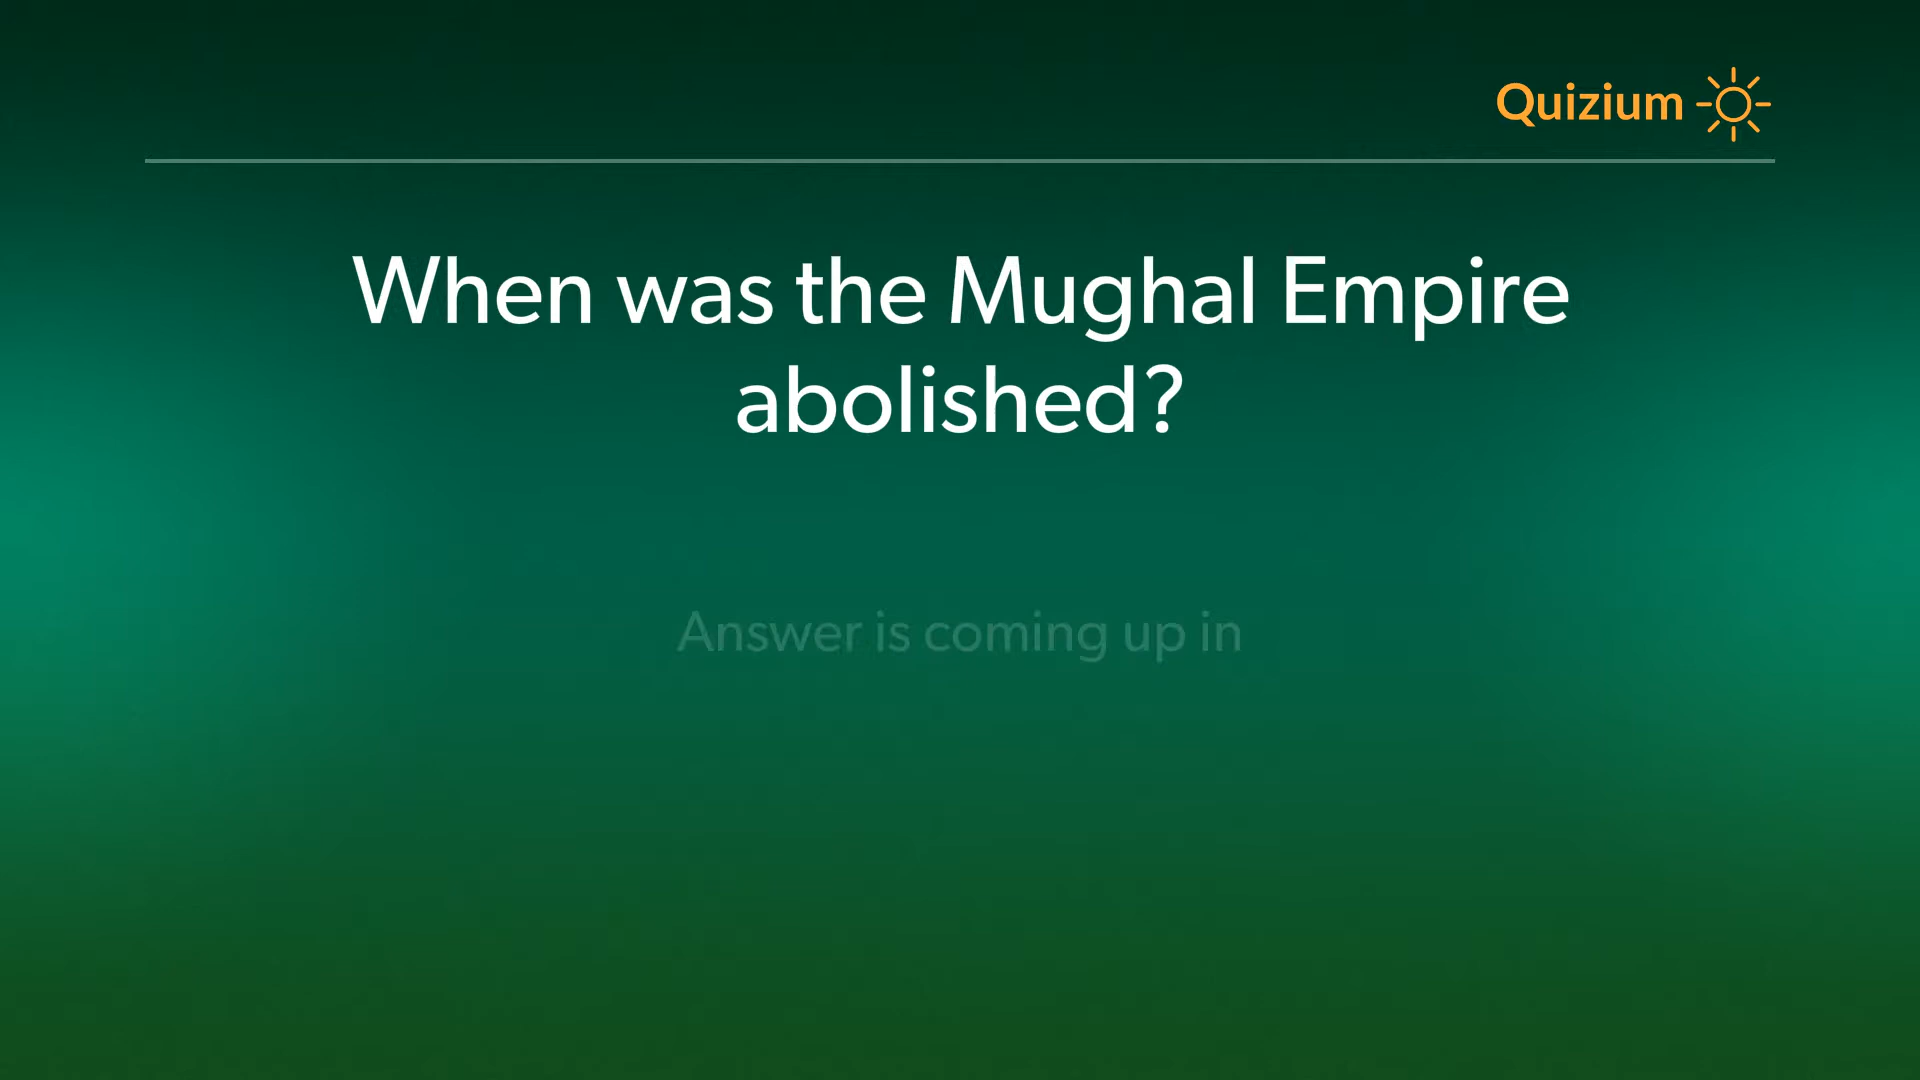 Quizium
When was the Mughal Empire
abolished?
Answer is coming up in